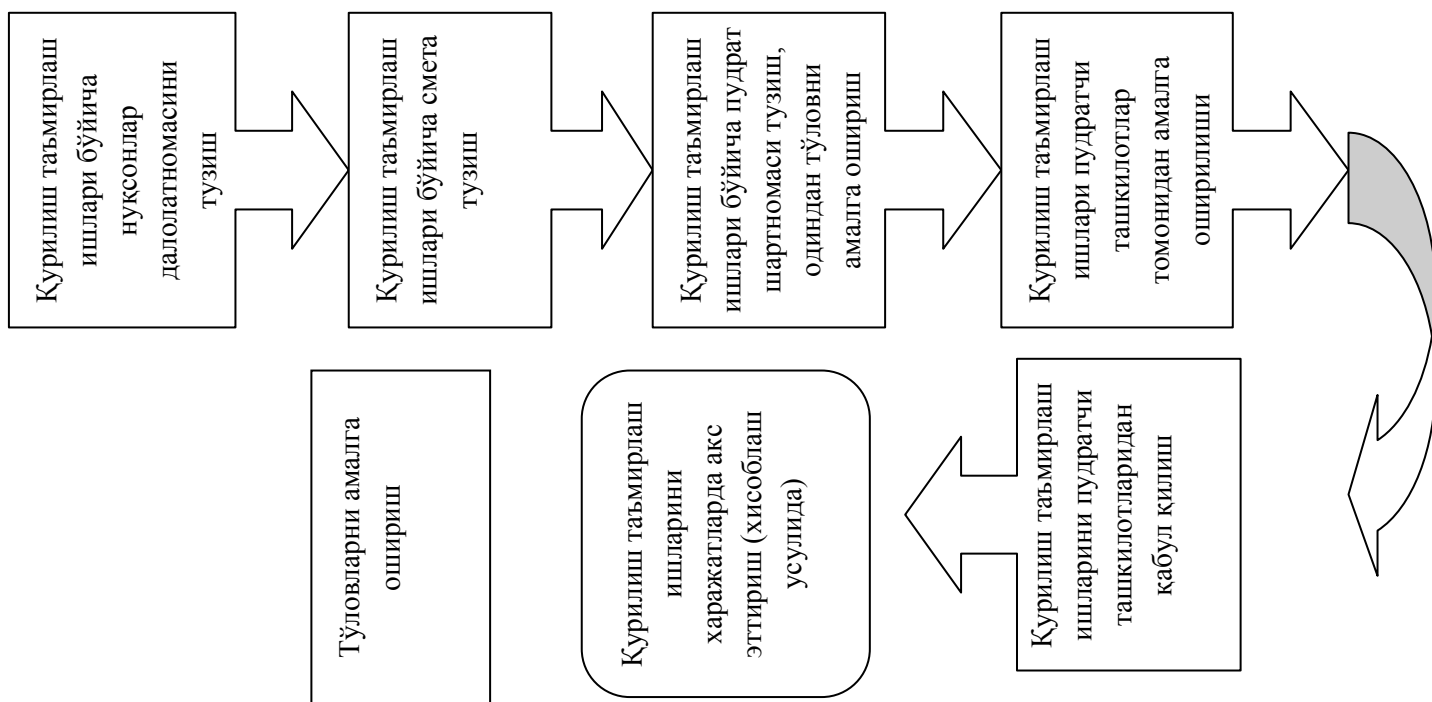 Қурилиш таъмирлаш
ишлари бўйича
нуқсонлар
далолатномасини
тузиш
Қурилиш таъмирлаш
ишлари бўйича смета
тузиш
Қурилиш таъмирлаш
ишлари бўйича пудрат
шартномаси тузиш,
одиндан тўловни
амалга ошириш
Қурилиш таъмирлаш
ишлари пудратчи
ташкилотлар
томонидан амалга
оширилиши
Қурилиш таъмирлаш
ишларини пудратчи
ташкилотларидан
қабул қилиш
Қурилиш таъмирлаш
ишларини
харажатларда акс
эттириш (хисоблаш
усулида)
Тўловларни амалга
ошириш